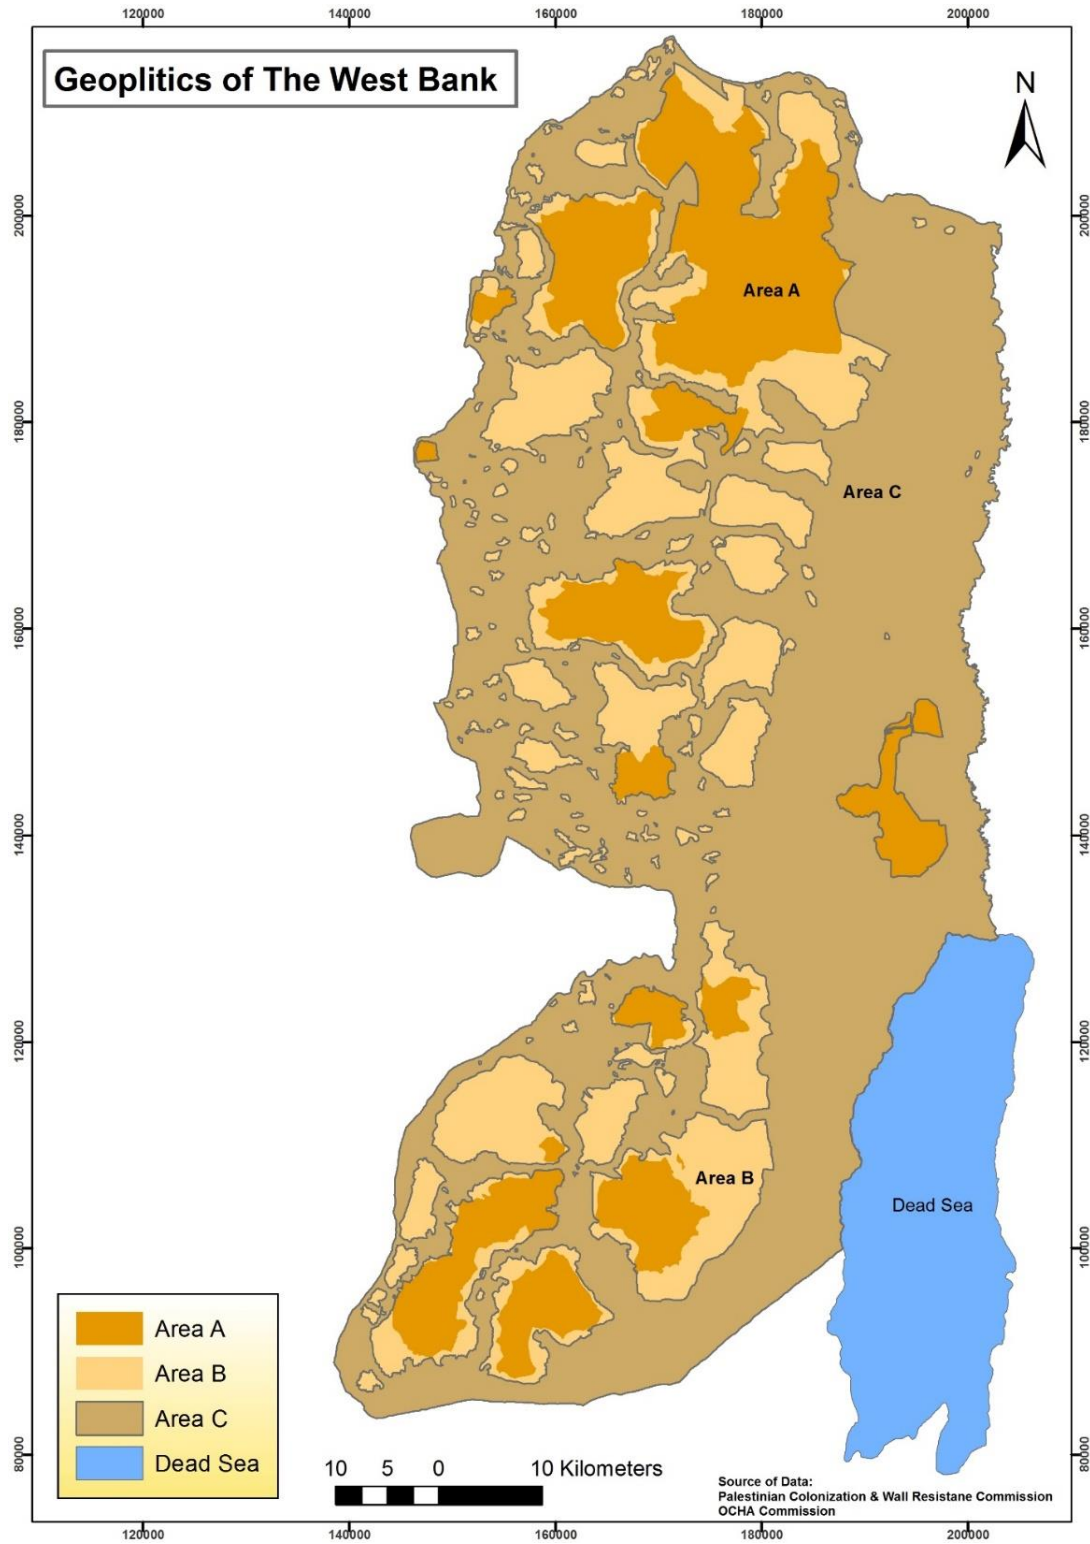 120000 140000 160000 180000 200000
Geoplitics of The West Bank
N
200000 200000
Area A
180000 180000
Area C
160000 160000
140000 140000
120000 120000
Area B
Dead Sea
100000 100000
Area A
Area B
Area C
Dead Sea
80000 80000
10 5 0 10 Kilometers
Source of Data:
Palestinian Colonization & Wall Resistane Commission
OCHA Commission
120000 140000 160000 180000 200000